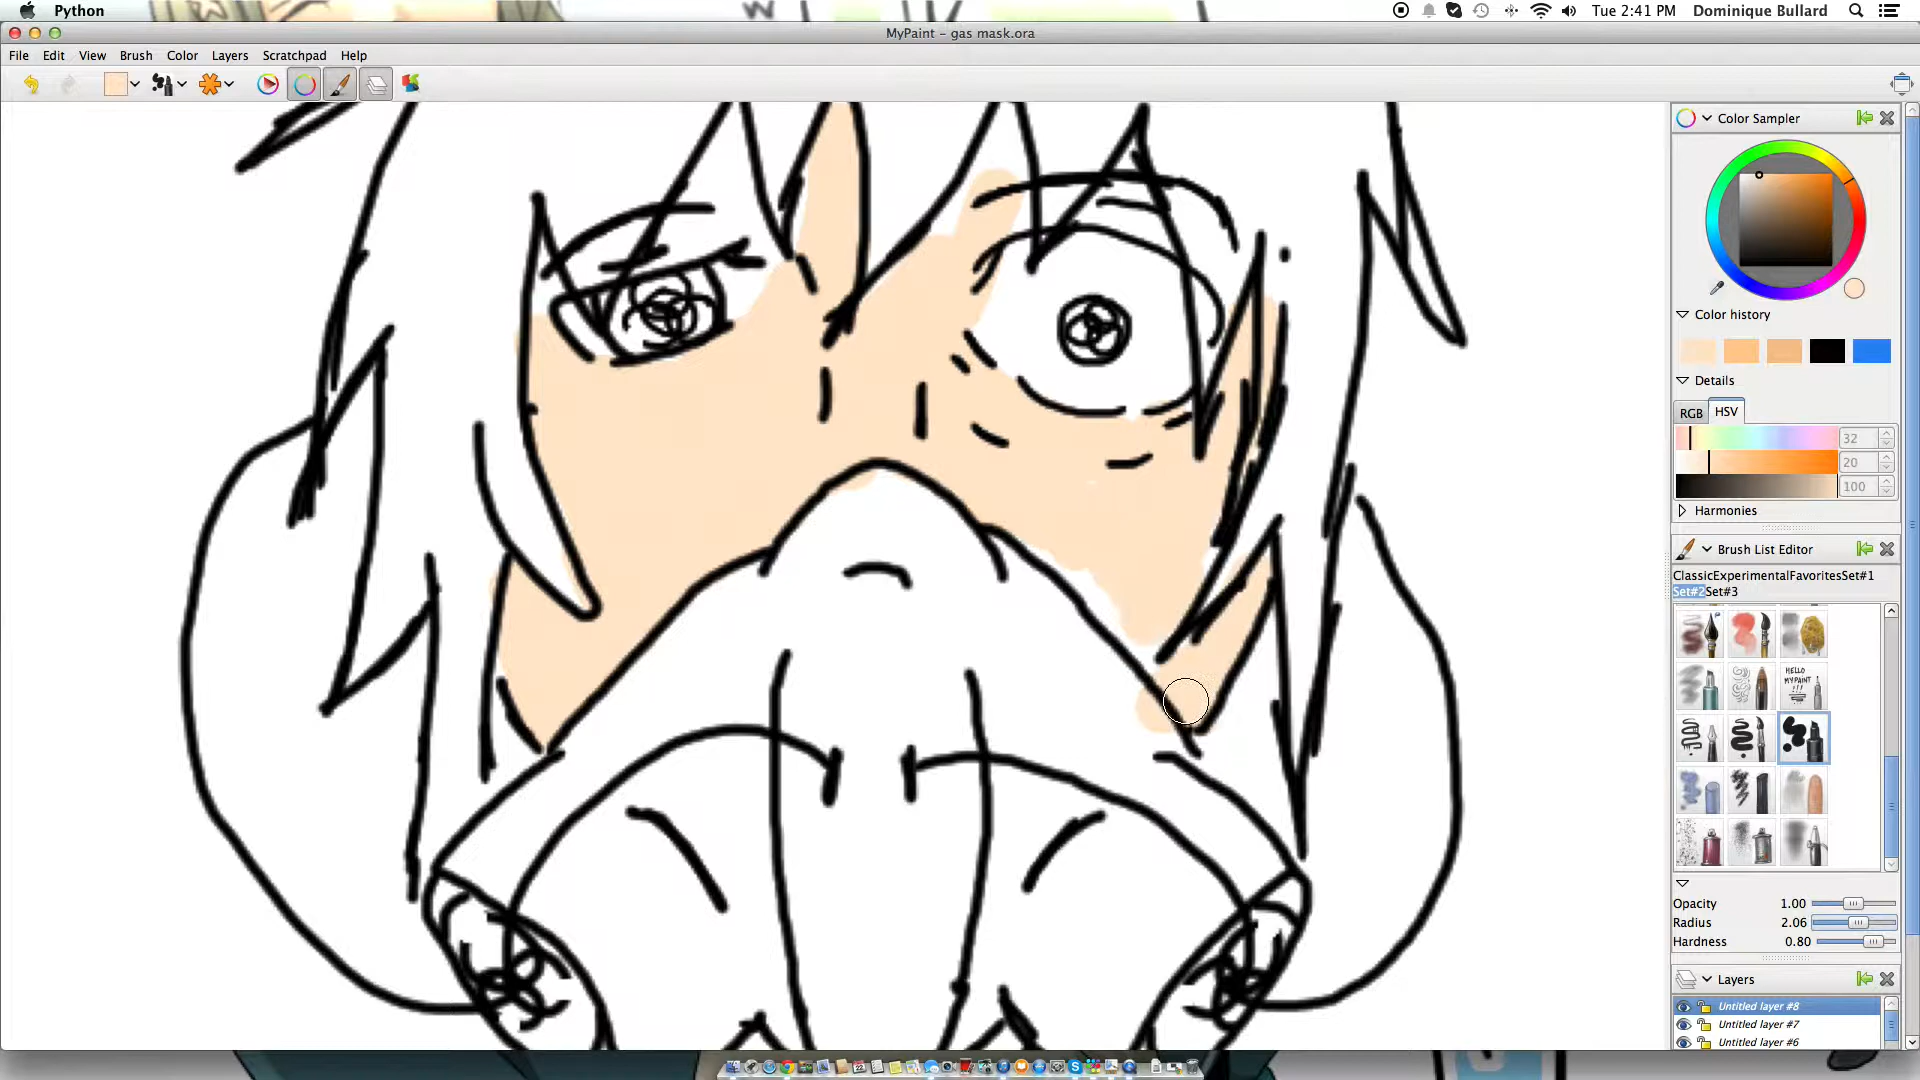 Python
Tue 2:41 PM Dominique Bullard
MyPaint - gas mask.ora
File Edit View Brush Color Layers Scratchpad Help
Color Sampler
Color history
Details
RGB HSV
32
20
100
Harmonies
Brush List Editor
ClassicExperimentalFavoritesSet#1
Set#2Set#3
HELLO
MYPAINT
!!!
Opacity 1.00
Radius 2.06
Hardness 0.80
Layers
Untitled layer #8
Untitled layer #7
Untitled layer #6